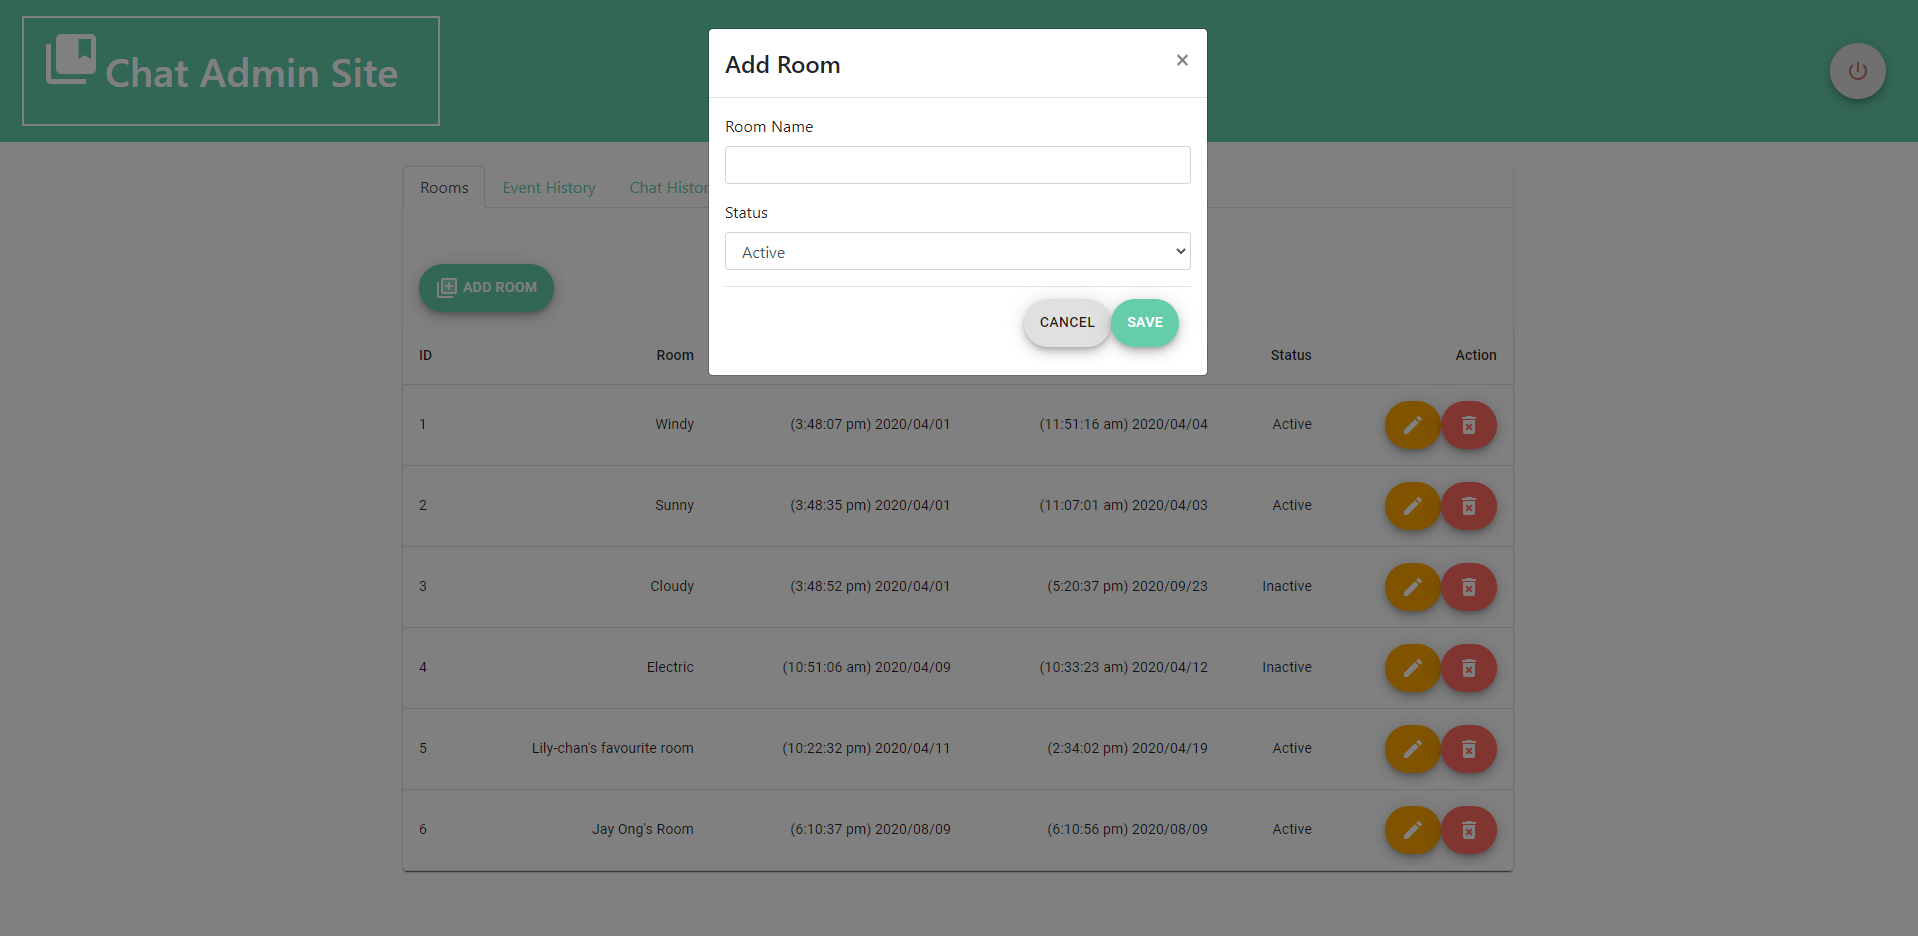 Chat Admin Site
Add Room
×
Room Name
Status
Active
CANCEL SAVE
Rooms Event History Chat Histor
ADD ROOM
ID Room Status Action
1 Windy (3:48:07 pm) 2020/04/01 (11:51:16 am) 2020/04/04 Active
2 Sunny (3:48:35 pm) 2020/04/01 (11:07:01 am) 2020/04/03 Active
3 Cloudy (3:48:52 pm) 2020/04/01 (5:20:37 pm) 2020/09/23 Inactive
4 Electric (10:51:06 am) 2020/04/09 (10:33:23 am) 2020/04/12 Inactive
5 Lily-chan's favourite room (10:22:32 pm) 2020/04/11 (2:34:02 pm) 2020/04/19 Active
6 Jay Ong's Room (6:10:37 pm) 2020/08/09 (6:10:56 pm) 2020/08/09 Active